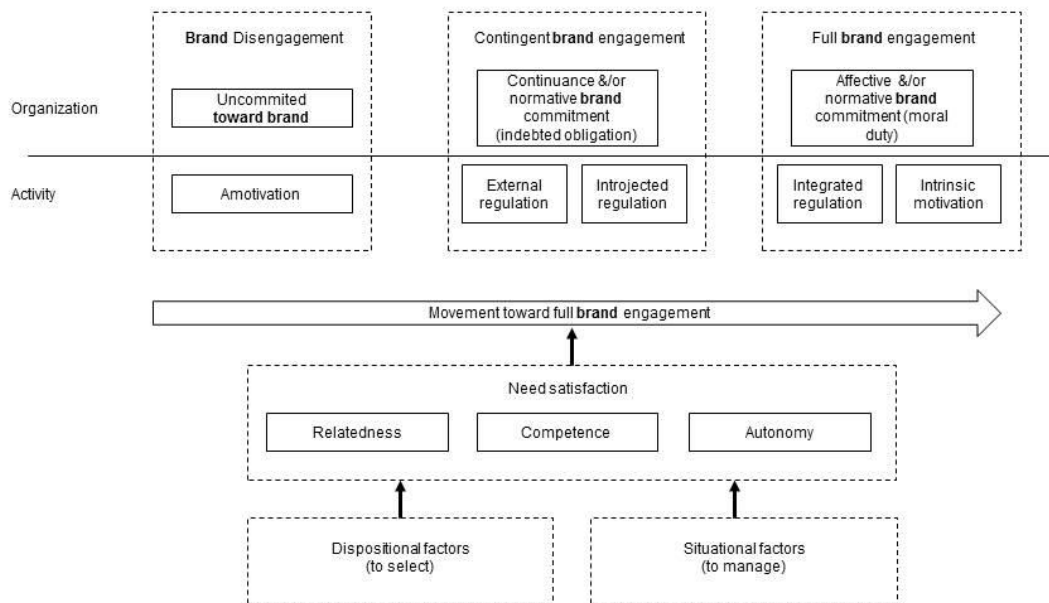 Brand Disengagement
Contingent brand engagement
Full brand engagement
Organization
Uncommited
toward brand
Continuance &/or
normative brand
commitment
(indebted obligation)
Affective &/or
normative brand
commitment (moral
duty)
Activity
Amotivation
External
regulation
Introjected
regulation
Integrated
regulation
Intrinsic
motivation
Movement toward full brand engagement
Need satisfaction
Relatedness
Competence
Autonomy
Dispositional factors
(to select)
Situational factors
(to manage)